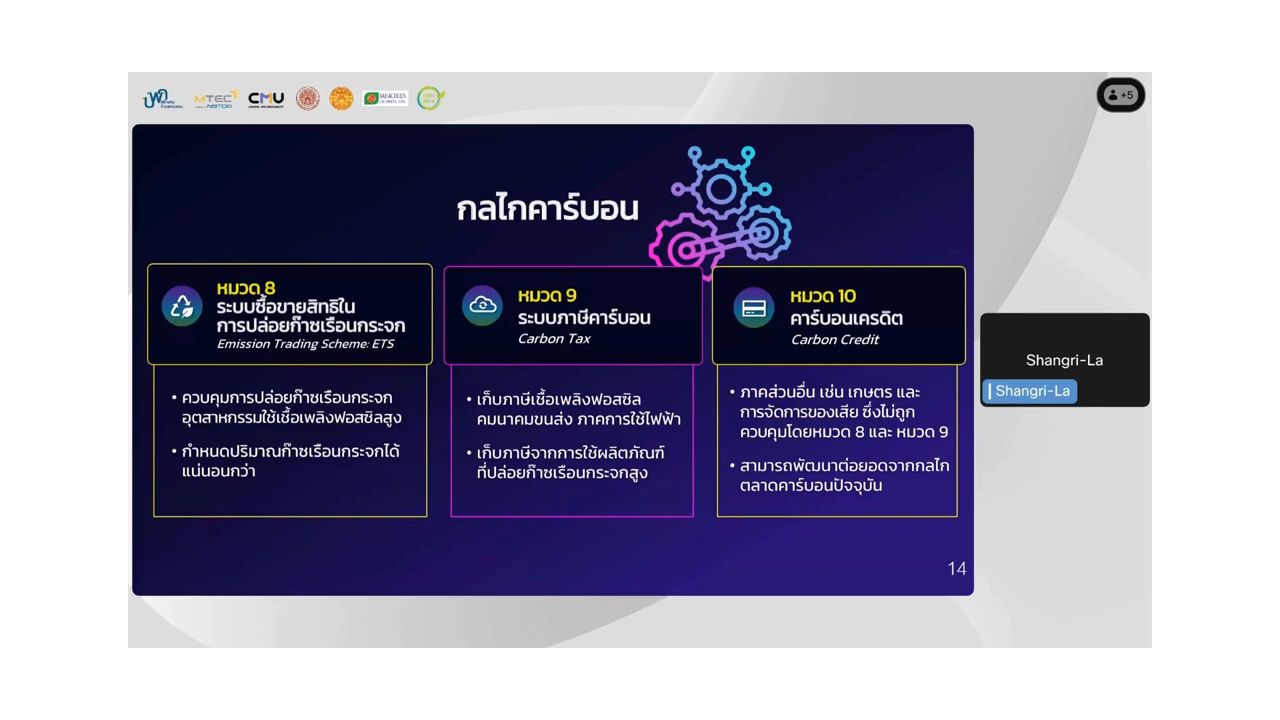 MTEC
NSTDA
CMU
+5
กลไกคาร์บอน
หมวด 8
ระบบซื้อขายสิทธิใน
การปล่อยก๊าซเรือนกระจก
Emission Trading Scheme: ETS
• ควบคุมการปล่อยก๊าซเรือนกระจก
อุตสาหกรรมใช้เชื้อเพลิงฟอสซิลสูง
• กำหนดปริมาณก๊าซเรือนกระจกได้
แน่นอนกว่า
หมวด 9
ระบบภาษีคาร์บอน
Carbon Tax
• เก็บภาษีเชื้อเพลิงฟอสซิล
คมนาคมขนส่ง ภาคการใช้ไฟฟ้า
• เก็บภาษีจากการใช้ผลิตภัณฑ์
ที่ปล่อยก๊าซเรือนกระจกสูง
หมวด 10
คาร์บอนเครดิต
Carbon Credit
• ภาคส่วนอื่น เช่น เกษตร และ
การจัดการของเสีย ซึ่งไม่ถูก
ควบคุมโดยหมวด 8 และ หมวด 9
• สามารถพัฒนาต่อยอดจากกลไก
ตลาดคาร์บอนปัจจุบัน
14
Shangri-La
Shangri-La